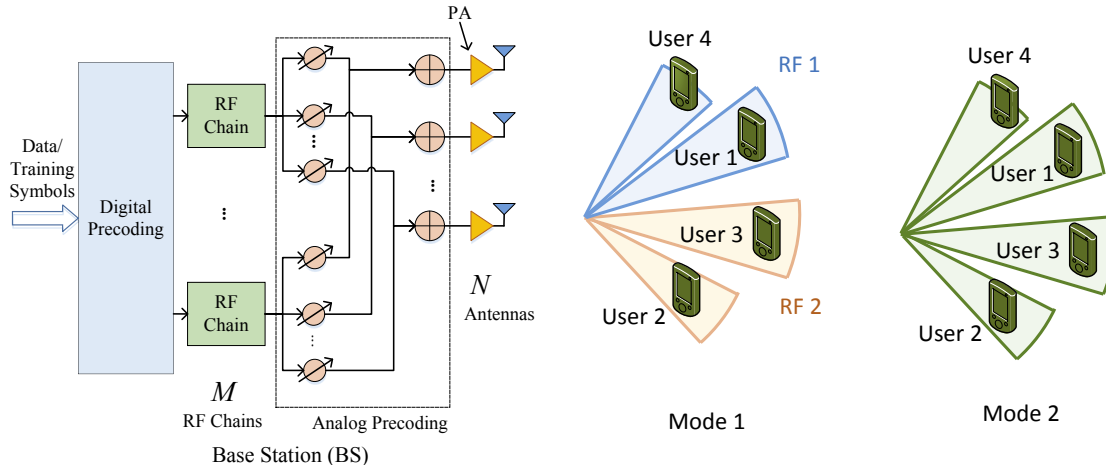 PA
RF
Chain
RF
Chain
Data/
Training
Symbols
Digital
Precoding
...
...
...
...
...
M
RF Chains
N
Antennas
Analog Precoding
Base Station (BS)
User 4
RF 1
User 1
User 3
User 2
RF 2
Mode 1
User 4
User 1
User 3
User 2
Mode 2